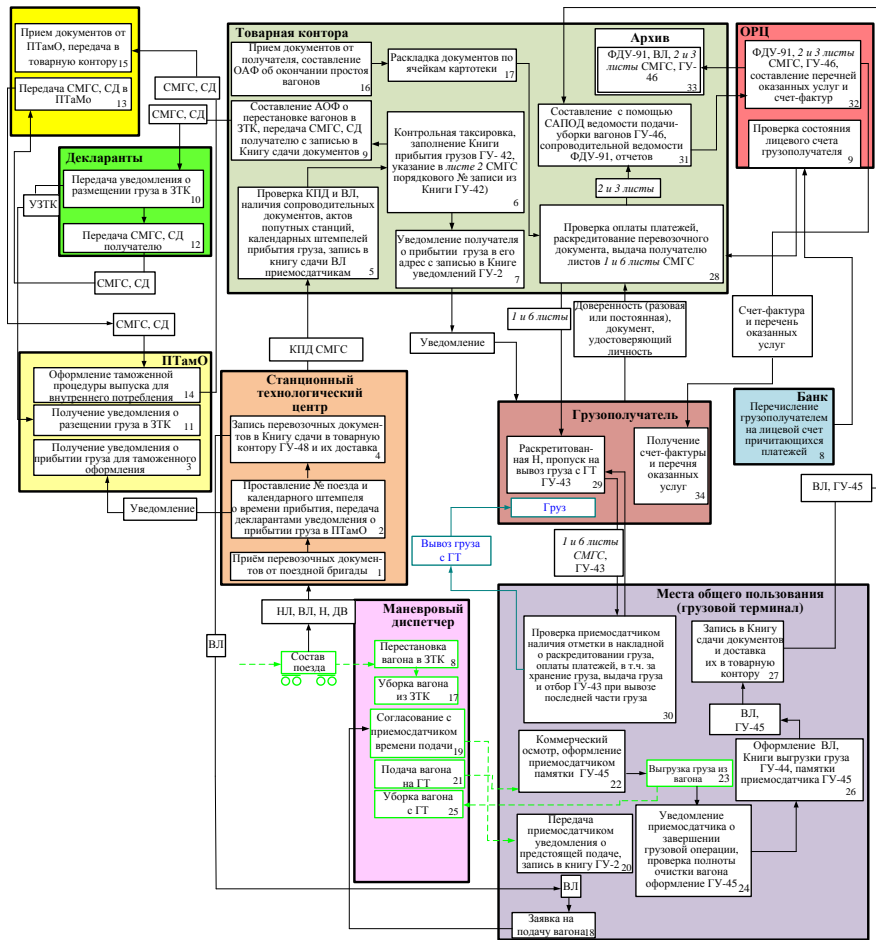 Прием документов от
ПТамО, передача в
товарную контору
15
СМГС, СД
Передача СМГС, СД в
ПТаМо
13
СМГС, СД
Декларанты
Передача уведомления о
размещении груза в ЗТК
10
УЗТК
Передача СМГС, СД
получателю
12
СМГС, СД
СМГС, СД
ПТамО
Оформление таможенной
процедуры выпуска для
внутреннего потребления
14
Получение уведомления о
разещении груза в ЗТК
11
Получение уведомления о
прибытии груза для таможенного
оформления
3
Уведомление
Товарная контора
Прием документов от
получателя, составление
ОАФ об окончании простоя
вагонов
16
Раскладка документов по
ячейкам картотеки
17
Составление АОФ о
перестановке вагонов в
ЗТК, передача СМГС, СД
получателю с записью в
Книгу сдачи документов
9
Контрольная таксировка,
заполнение Книги
прибытия грузов ГУ- 42,
указание в листе 2 СМГС
порядкового № записи из
Книги ГУ-42)
6
Проверка КПД и ВЛ,
наличия сопроводительных
документов, актов
попутных станций,
календарных штемпелей
прибытия груза, запись в
книгу сдачи ВЛ
приемосдатчикам
5
Уведомление получателя
о прибытии груза в его
адрес с записью в Книге
уведомлений ГУ-2
7
Архив
ФДУ-91, ВЛ, 2 и 3
листы СМГС, ГУ-
46
33
Составление с помощью
САПОД ведомости подачи-
уборки вагонов ГУ-46,
сопроводительной ведомости
ФДУ-91, отчетов
31
2 и 3 листы
Проверка оплаты платежей,
раскредитование перевозочного
документа, выдача получателю
листов 1 и 6 листы СМГС
28
ОРЦ
ФДУ-91, 2 и 3 листы
СМГС, ГУ-46,
составление перечней
оказанных услуг и
счет-фактур
32
Проверка состояния
лицевого счета
грузополучателя
9
1 и 6 листы
Доверенность (разовая
или постоянная),
документ,
удостоверяющий
личность
Счет-фактура
и перечень
оказанных
услуг
Уведомление
КПД СМГС
Станционный
технологический
центр
Запись перевозочных докумен-
тов в Книгу сдачи в товарную
контору ГУ-48 и их доставка
4
Проставление № поезда и
календарного штемпеля
о времени прибытия, передача
декларантами уведомления о
прибытии груза в ПТамО
2
Приём перевозочных докумен-
тов от поездной бригады
1
Грузополучатель
Раскретитован-
ная Н, пропуск на
вывоз груза с ГТ
ГУ-43
29
Груз
Получение
счет-фактуры
и перечня
оказанных
услуг
34
Банк
Перечисление
грузополучателем
на лицевой счет
причитающихся
платежей
8
ВЛ, ГУ-45
Вывоз груза
с ГТ
1 и 6 листы
СМГС,
ГУ-43
НЛ, ВЛ, Н, ДВ
ВЛ
Состав
поезда
Маневровый
диспетчер
Перестановка
вагона в ЗТК
8
Уборка вагона
из ЗТК
17
Согласование с
приемосдатчиком
времени подачи
19
Подача вагона
на ГТ
21
Уборка вагона
с ГТ
25
Места общего пользования
(грузовой терминал)
Проверка приемосдатчиком
наличия отметки в накладной
о раскредитовании груза,
оплаты платежей, в т.ч. за
хранение груза, выдача груза
и отбор ГУ-43 при вывозе
последней части груза
30
Запись в Книгу
сдачи документов
и доставка
их в товарную
контору
27
ВЛ,
ГУ-45
Коммерческий
осмотр, оформление
приемосдатчиком
памятки ГУ-45
22
Выгрузка груза из
вагона
23
Оформление ВЛ,
Книги выгрузки груза
ГУ-44, памятки
приемосдатчика ГУ-45
26
Передача
приемосдатчиком
уведомления о
предстоящей подаче,
запись в книгу ГУ-2
20
Уведомление
приемосдатчика о
завершении
грузовой операции,
проверка полноты
очистки вагона
оформление ГУ-45
24
ВЛ
Заявка на
подачу вагона
18